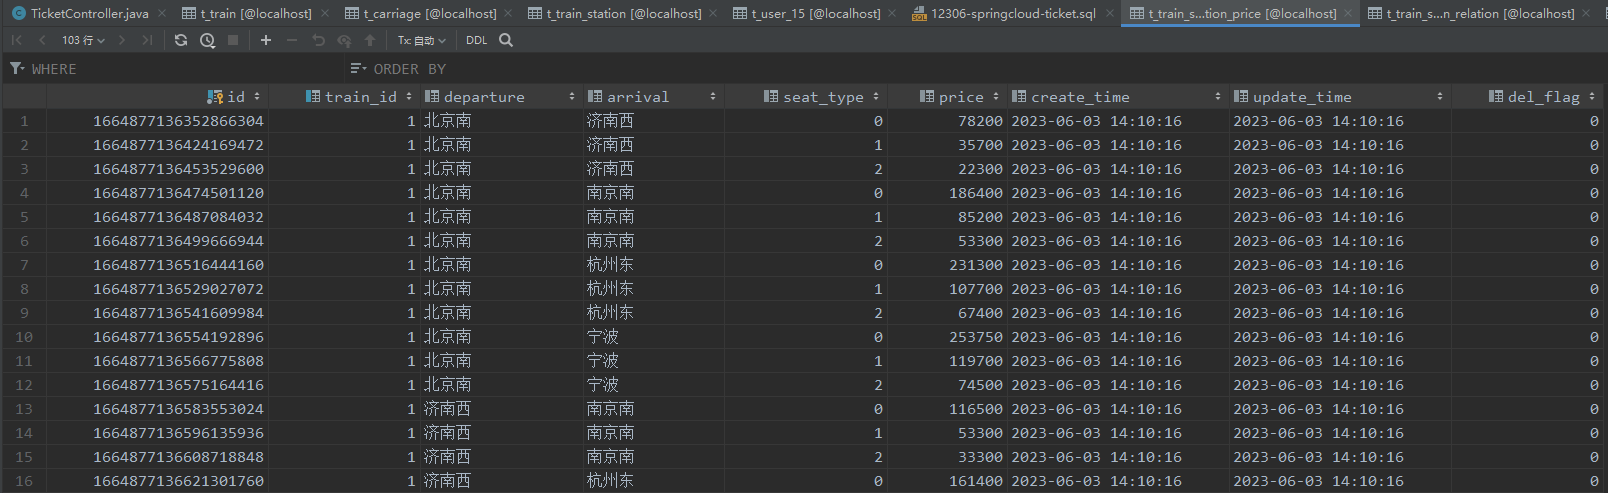 TicketController.java t_train [@localhost] t_carriage [@localhost] t_train_station [@localhost] t_user_15 [@localhost] 12306-springcloud-ticket.sql t_train_s...tion_price [@localhost] t_train_s...n_relation [@localhost]
103 行 Tx: 自动 DDL
WHERE ORDER BY
id train_id departure arrival seat_type price create_time update_time del_flag
1 1664877136352866304 1 北京南 济南西 0 78200 2023-06-03 14:10:16 2023-06-03 14:10:16 0
2 1664877136424169472 1 北京南 济南西 1 35700 2023-06-03 14:10:16 2023-06-03 14:10:16 0
3 1664877136453529600 1 北京南 济南西 2 22300 2023-06-03 14:10:16 2023-06-03 14:10:16 0
4 1664877136474501120 1 北京南 南京南 0 186400 2023-06-03 14:10:16 2023-06-03 14:10:16 0
5 1664877136487084032 1 北京南 南京南 1 85200 2023-06-03 14:10:16 2023-06-03 14:10:16 0
6 1664877136499666944 1 北京南 南京南 2 53300 2023-06-03 14:10:16 2023-06-03 14:10:16 0
7 1664877136516444160 1 北京南 杭州东 0 231300 2023-06-03 14:10:16 2023-06-03 14:10:16 0
8 1664877136529027072 1 北京南 杭州东 1 107700 2023-06-03 14:10:16 2023-06-03 14:10:16 0
9 1664877136541609984 1 北京南 杭州东 2 67400 2023-06-03 14:10:16 2023-06-03 14:10:16 0
10 1664877136554192896 1 北京南 宁波 0 253750 2023-06-03 14:10:16 2023-06-03 14:10:16 0
11 1664877136566775808 1 北京南 宁波 1 119700 2023-06-03 14:10:16 2023-06-03 14:10:16 0
12 1664877136575164416 1 北京南 宁波 2 74500 2023-06-03 14:10:16 2023-06-03 14:10:16 0
13 1664877136583553024 1 济南西 南京南 0 116500 2023-06-03 14:10:16 2023-06-03 14:10:16 0
14 1664877136596135936 1 济南西 南京南 1 53300 2023-06-03 14:10:16 2023-06-03 14:10:16 0
15 1664877136608718848 1 济南西 南京南 2 33300 2023-06-03 14:10:16 2023-06-03 14:10:16 0
16 1664877136621301760 1 济南西 杭州东 0 161400 2023-06-03 14:10:16 2023-06-03 14:10:16 0